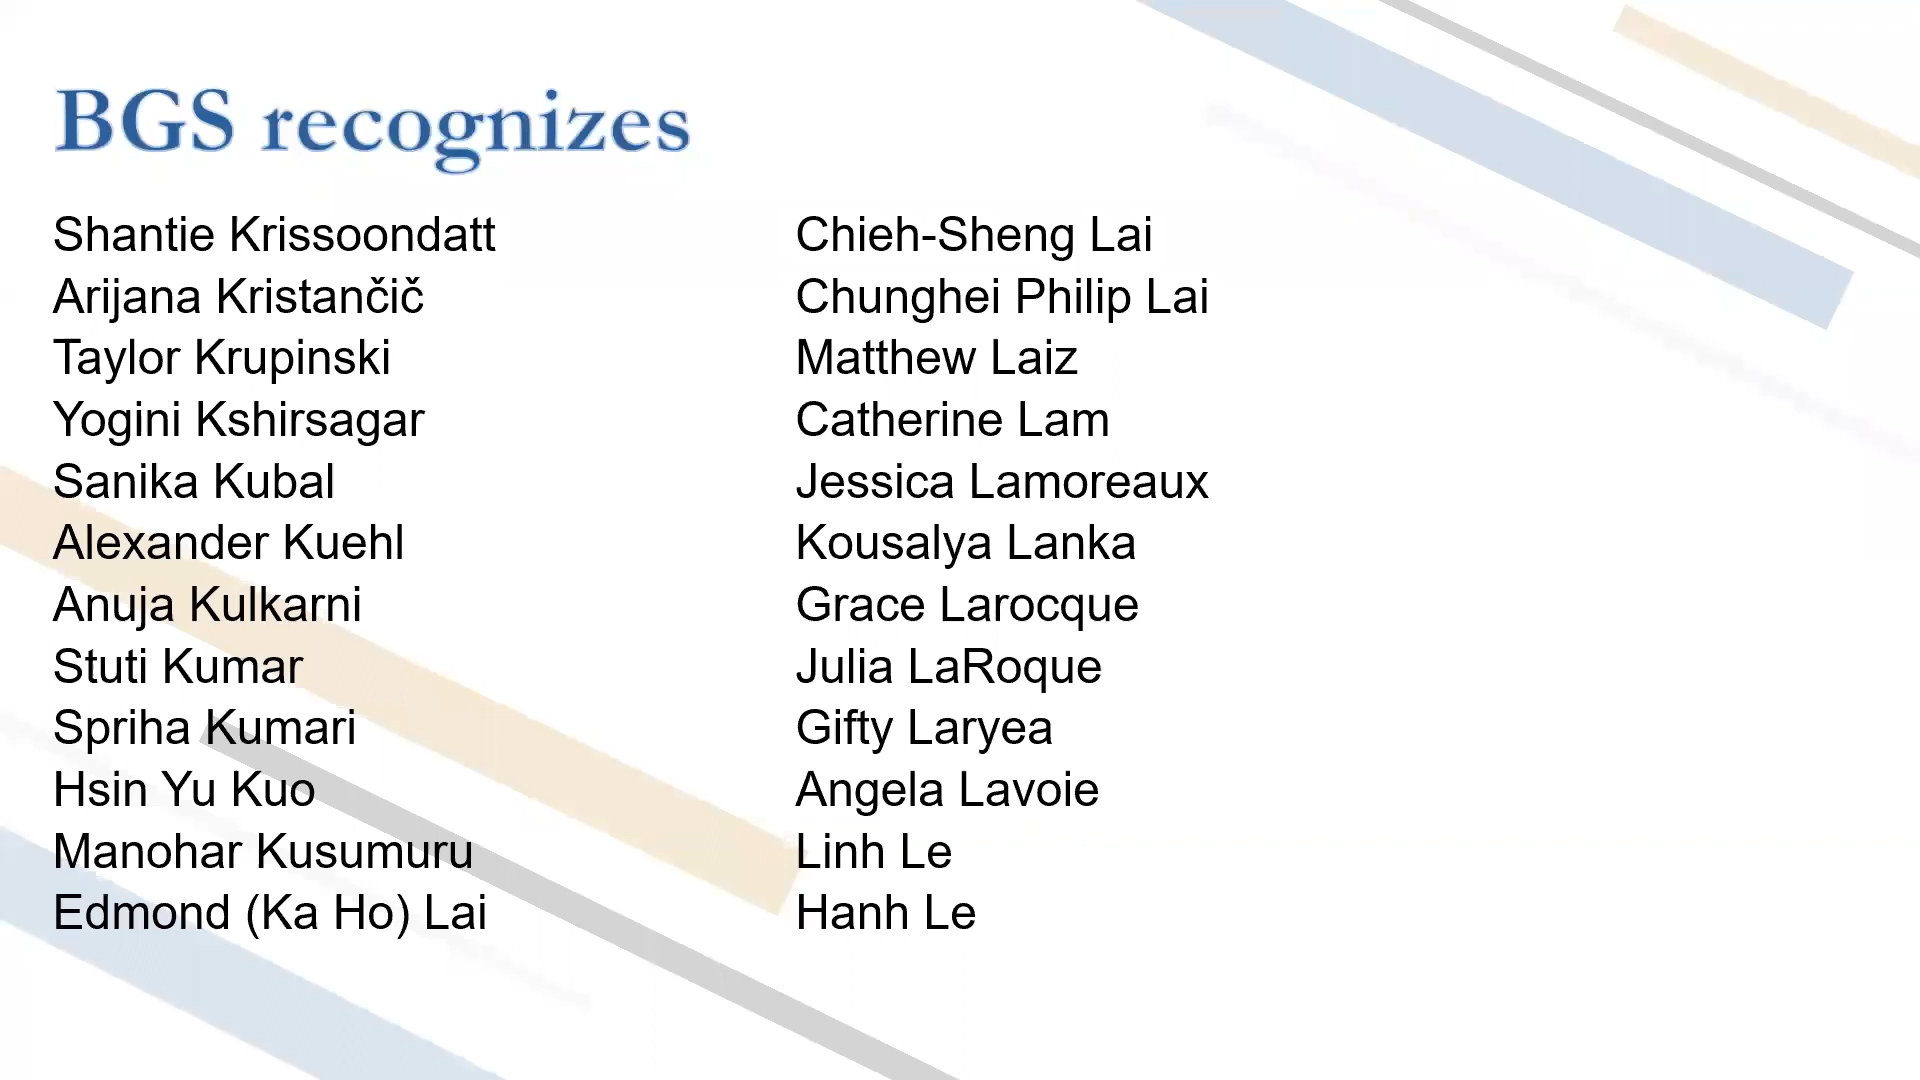 BGS recognizes
Shantie Krissoondatt
Arijana Kristančič
Taylor Krupinski
Yogini Kshirsagar
Sanika Kubal
Alexander Kuehl
Anuja Kulkarni
Stuti Kumar
Spriha Kumari
Hsin Yu Kuo
Manohar Kusumuru
Edmond (Ka Ho) Lai
Chieh-Sheng Lai
Chunghei Philip Lai
Matthew Laiz
Catherine Lam
Jessica Lamoreaux
Kousalya Lanka
Grace Larocque
Julia LaRoque
Gifty Laryea
Angela Lavoie
Linh Le
Hanh Le